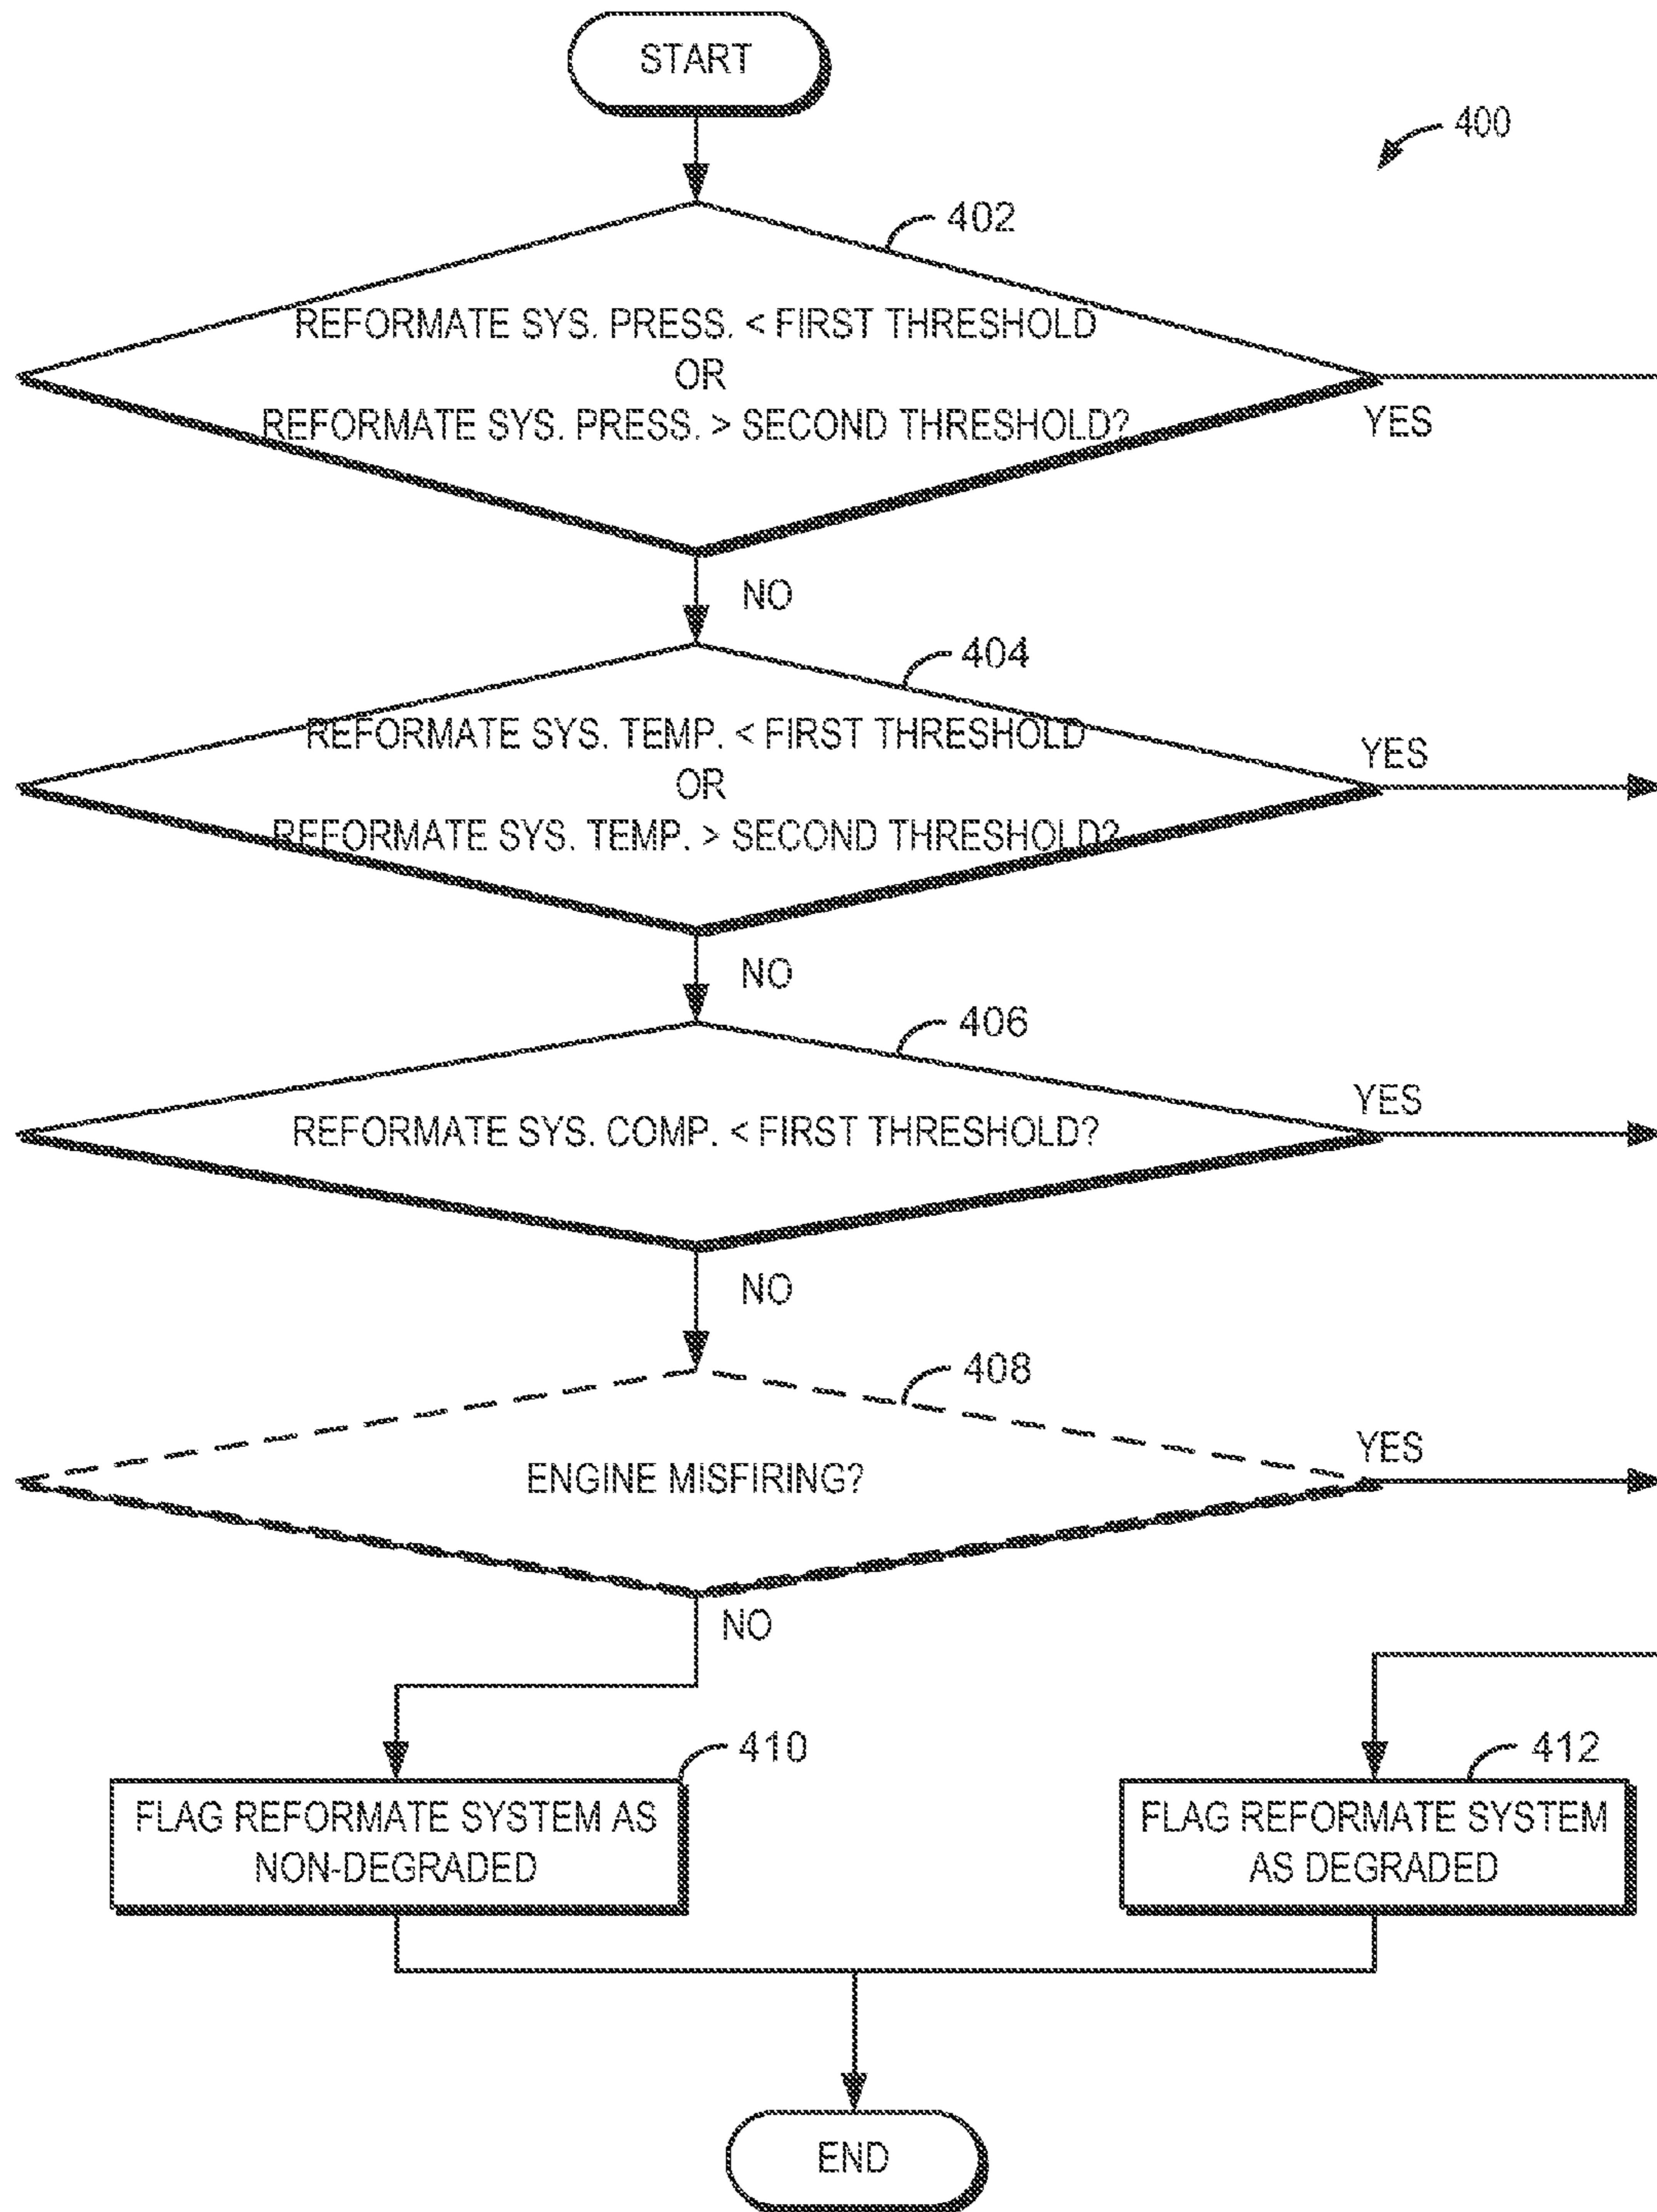 START
400
402
REFORMATE SYS. PRESS. < FIRST THRESHOLD
OR
REFORMATE SYS. PRESS. > SECOND THRESHOLD?
YES
NO
404
REFORMATE SYS. TEMP. < FIRST THRESHOLD
OR
REFORMATE SYS. TEMP. > SECOND THRESHOLD?
YES
NO
406
REFORMATE SYS. COMP. < FIRST THRESHOLD?
YES
NO
408
ENGINE MISFIRING?
YES
NO
410
FLAG REFORMATE SYSTEM AS
NON-DEGRADED
412
FLAG REFORMATE SYSTEM
AS DEGRADED
END